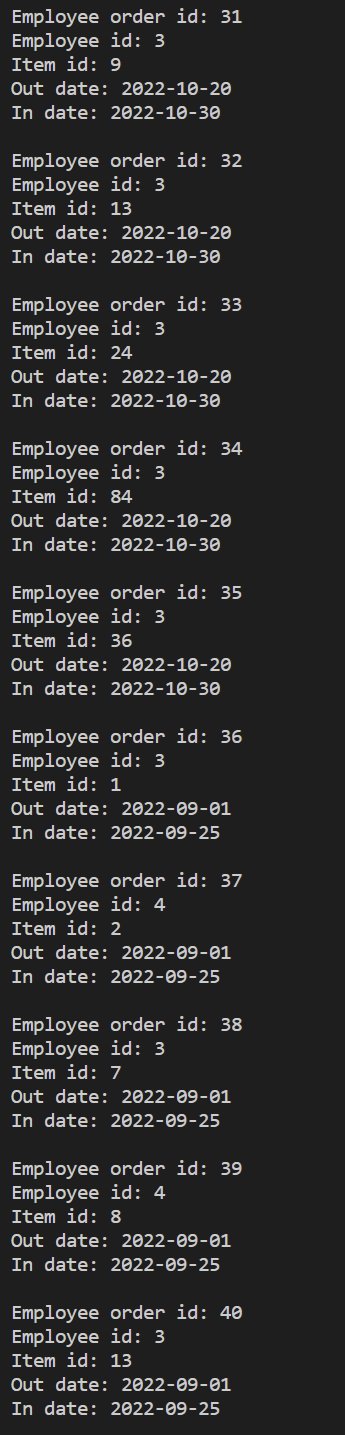 Employee order id: 31
Employee id: 3
Item id: 9
Out date: 2022-10-20
In date: 2022-10-30
Employee order id: 32
Employee id: 3
Item id: 13
Out date: 2022-10-20
In date: 2022-10-30
Employee order id: 33
Employee id: 3
Item id: 24
Out date: 2022-10-20
In date: 2022-10-30
Employee order id: 34
Employee id: 3
Item id: 84
Out date: 2022-10-20
In date: 2022-10-30
Employee order id: 35
Employee id: 3
Item id: 36
Out date: 2022-10-20
In date: 2022-10-30
Employee order id: 36
Employee id: 3
Item id: 1
Out date: 2022-09-01
In date: 2022-09-25
Employee order id: 37
Employee id: 4
Item id: 2
Out date: 2022-09-01
In date: 2022-09-25
Employee order id: 38
Employee id: 3
Item id: 7
Out date: 2022-09-01
In date: 2022-09-25
Employee order id: 39
Employee id: 4
Item id: 8
Out date: 2022-09-01
In date: 2022-09-25
Employee order id: 40
Employee id: 3
Item id: 13
Out date: 2022-09-01
In date: 2022-09-25